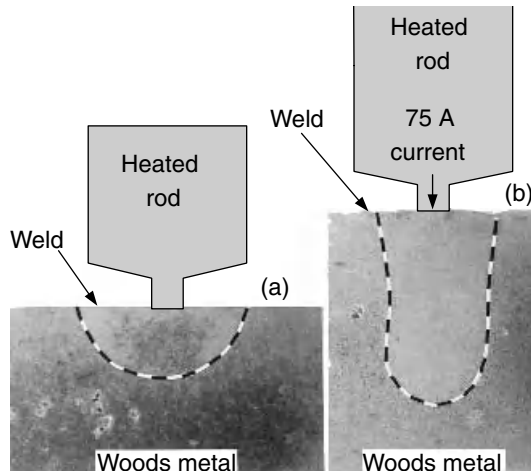 Heated
rod
Weld
(a)
Woods metal
Heated
rod
75 A
current
Weld
(b)
Woods metal